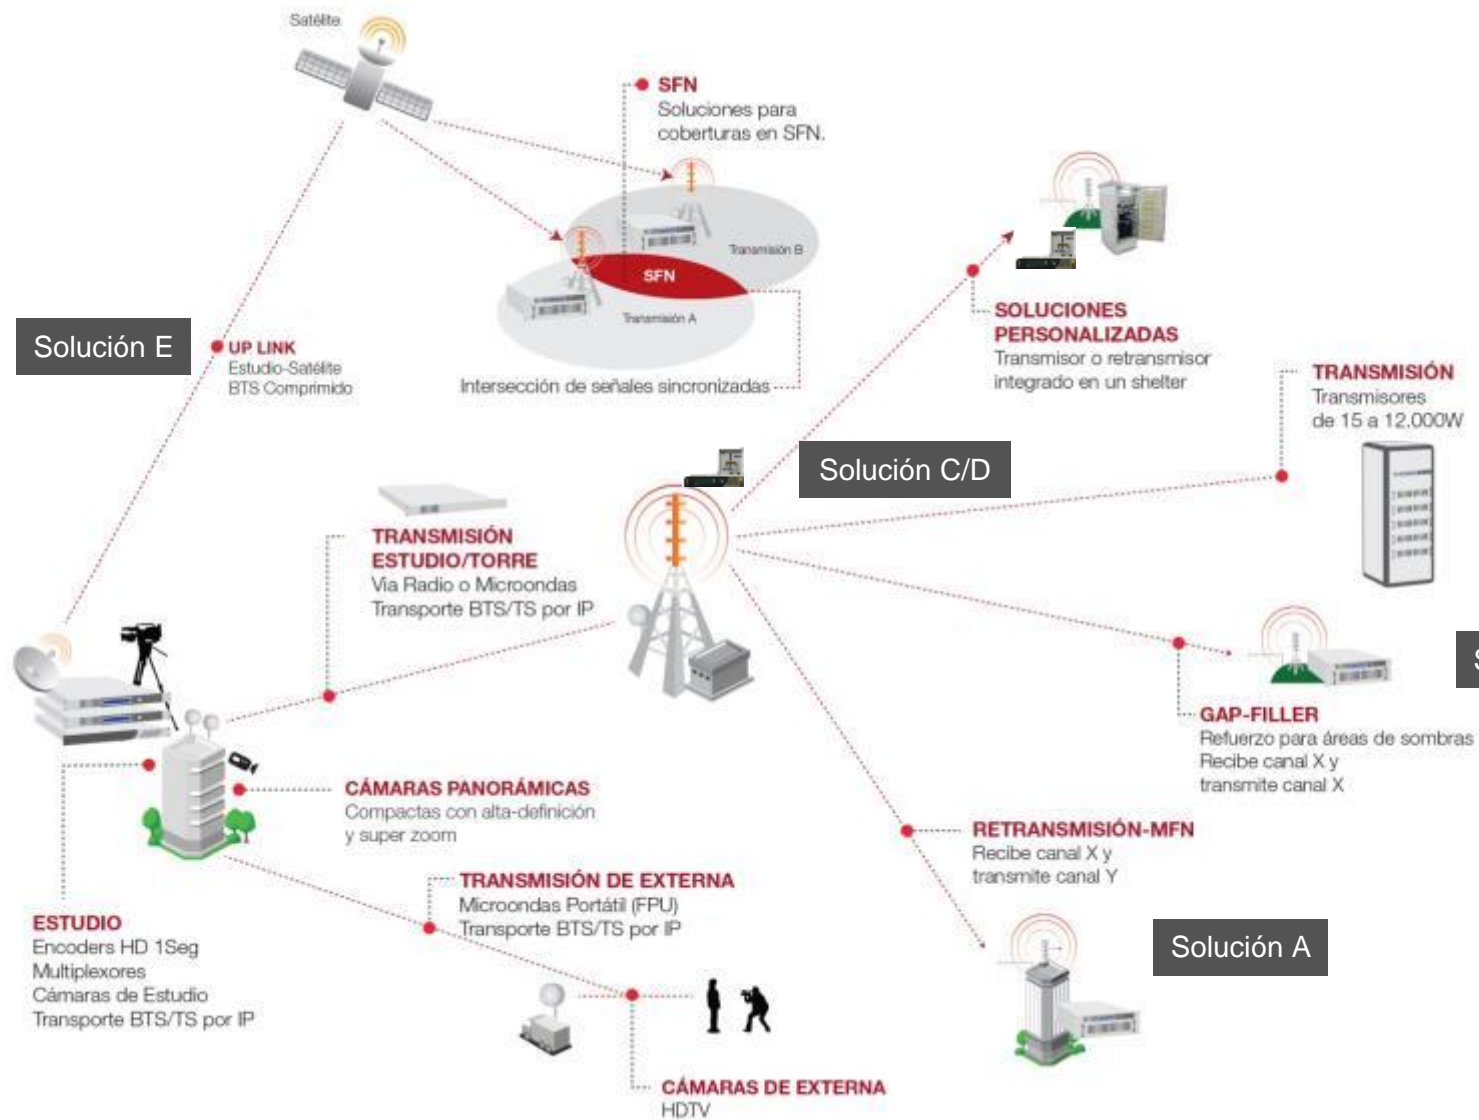 Satélite
SFN
Soluciones para
coberturas en SFN.
Transmisión B
SFN
Transmisión A
Intersección de señales sincronizadas
Solución E
UP LINK
Estudio-Satélite
BTS Comprimido
SOLUCIONES
PERSONALIZADAS
Transmisor o retransmisor
integrado en un shelter
TRANSMISIÓN
Transmisores
de 15 a 12.000W
Solución C/D
TRANSMISIÓN
ESTUDIO/TORRE
Via Radio o Microondas
Transporte BTS/TS por IP
GAP-FILLER
Refuerzo para áreas de sombras
Recibe canal X y
transmite canal X
CÁMARAS PANORÁMICAS
Compactas con alta-definición
y super zoom
RETRANSMISIÓN-MFN
Recibe canal X y
transmite canal Y
TRANSMISIÓN DE EXTERNA
Microondas Portátil (FPU)
Transporte BTS/TS por IP
ESTUDIO
Encoders HD 1Seg
Multiplexores
Cámaras de Estudio
Transporte BTS/TS por IP
Solución A
CÁMARAS DE EXTERNA
HDTV